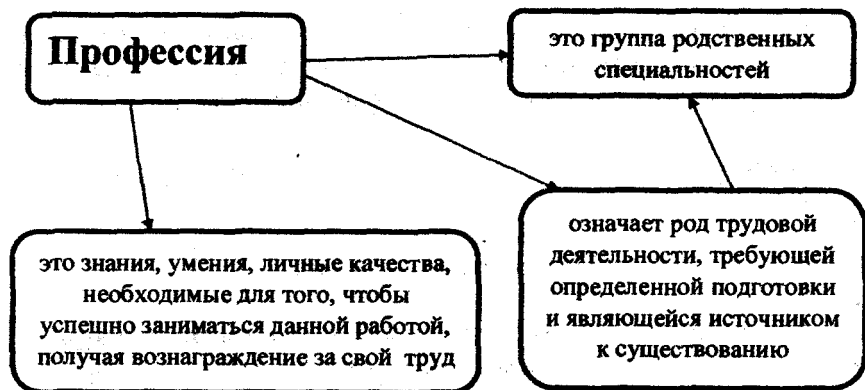 Профессия
это группа родственных
специальностей
это знания, умения, личные качества,
необходимые для того, чтобы
успешно заниматься данной работой,
получая вознаграждение за свой труд
означает род трудовой
деятельности, требующей
определенной подготовки
и являющейся источником
к существованию